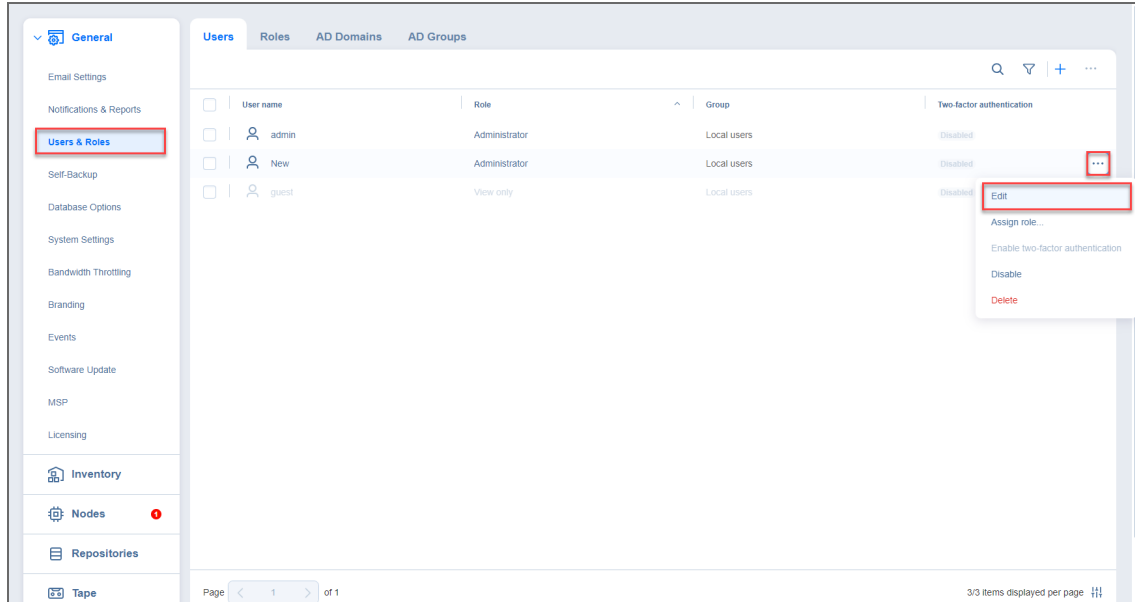 General
Email Settings
Notifications & Reports
Users & Roles
Self-Backup
Database Options
System Settings
Bandwidth Throttling
Branding
Events
Software Update
MSP
Licensing
Inventory
Nodes 1
Repositories
Tape
Users Roles AD Domains AD Groups
User name Role Group Two-factor authentication
admin Administrator Local users Disabled
New Administrator Local users Disabled
guest View only Local users Disabled
Edit
Assign role...
Enable two-factor authentication
Disable
Delete
Page 1 of 1 3/3 items displayed per page